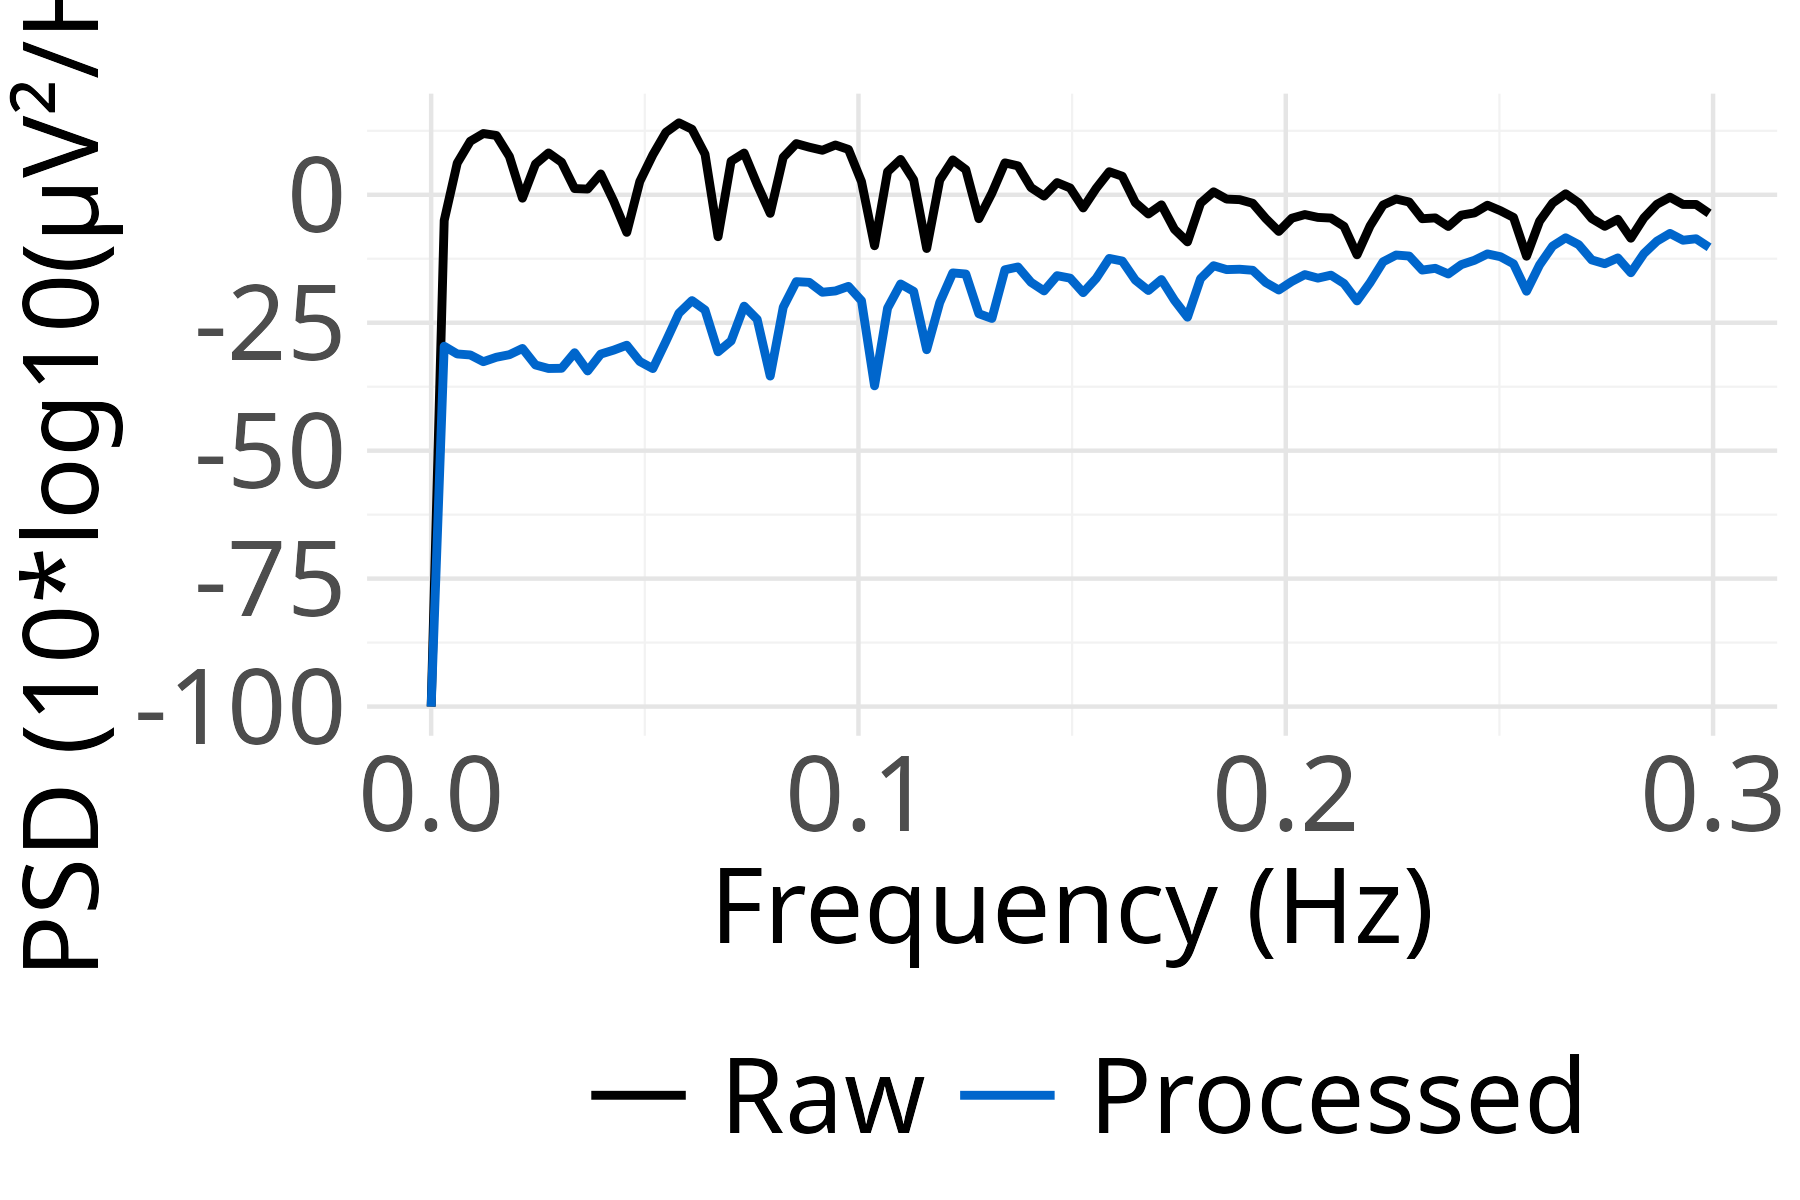 PSD (10*log10(µV²/H
0
-25
-50
-75
-100
0.0 0.1 0.2 0.3
Frequency (Hz)
Raw Processed